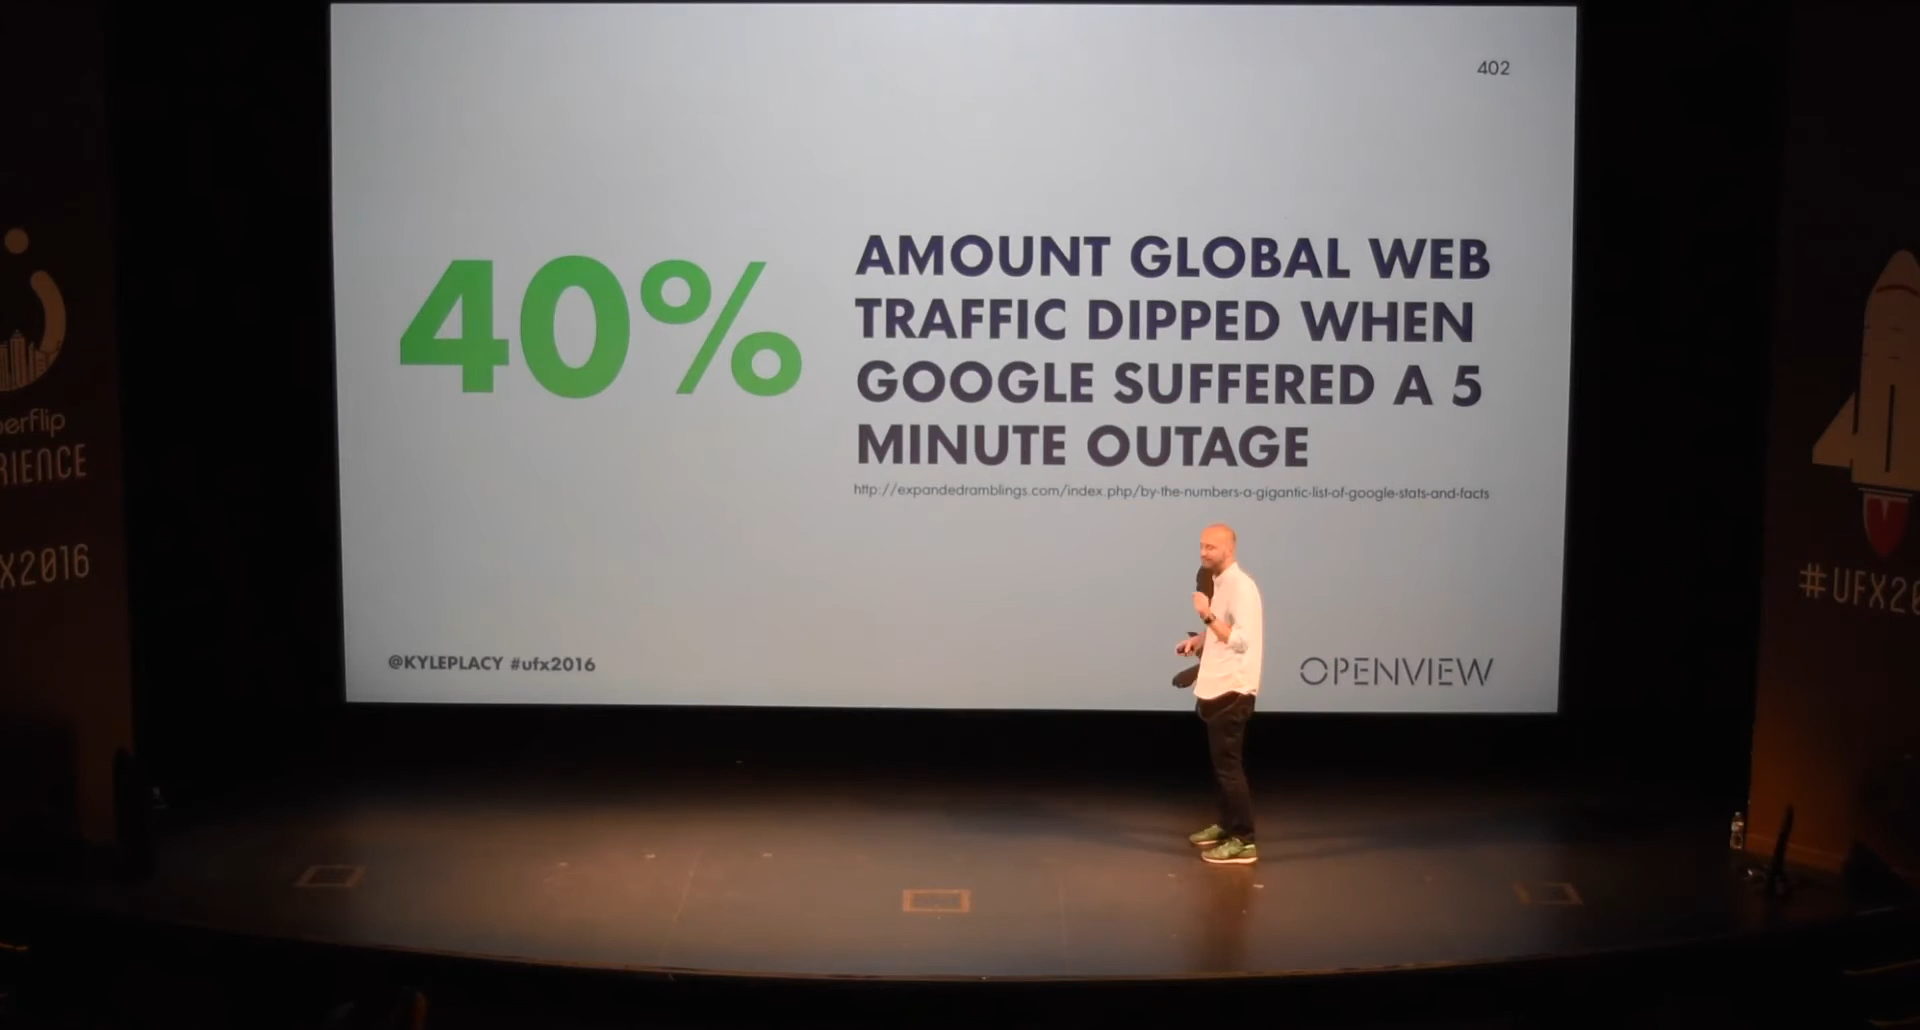 402
40%
AMOUNT GLOBAL WEB
TRAFFIC DIPPED WHEN
GOOGLE SUFFERED A 5
MINUTE OUTAGE
http://expandedramblings.com/index.php/by-the-numbers-a-gigantic-list-of-google-stats-and-facts
@KYLEPLACY #ufx2016
OPENVIEW
erflip
RIENCE
X2016
#UFX20